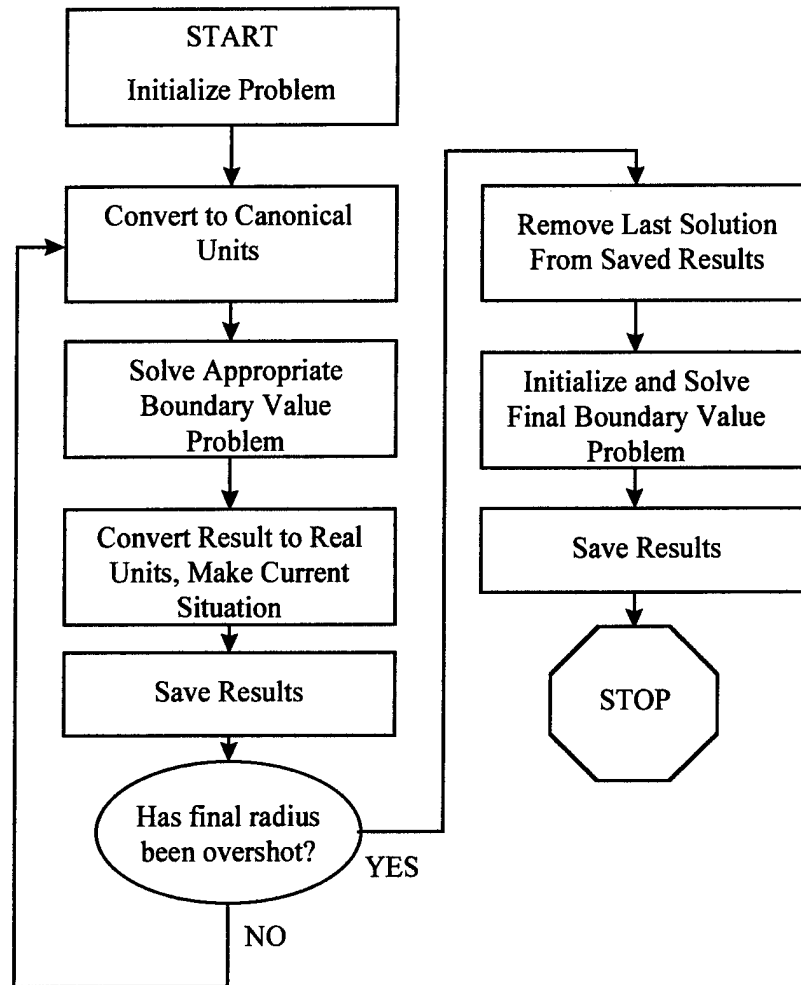 START
Initialize Problem
Convert to Canonical
Units
Solve Appropriate
Boundary Value
Problem
Convert Result to Real
Units, Make Current
Situation
Save Results
Has final radius
been overshot?
YES
NO
Remove Last Solution
From Saved Results
Initialize and Solve
Final Boundary Value
Problem
Save Results
STOP